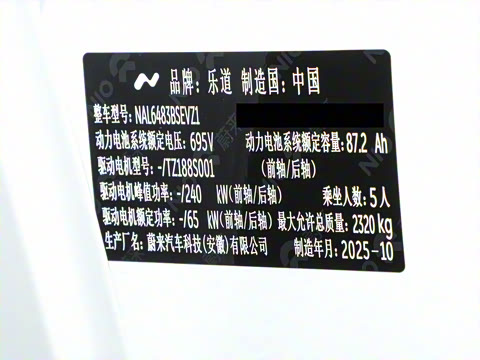 品牌: 乐道 制造国: 中国
整车型号: NAL6483BSEVZ1
动力电池系统额定电压: 695V 动力电池系统额定容量: 87.2 Ah
驱动电机型号: -/TZ188S001 (前轴/后轴)
驱动电机峰值功率: -/240 kW(前轴/后轴) 乘坐人数: 5人
驱动电机额定功率: -/65 kW(前轴/后轴) 最大允许总质量: 2320kg
生产厂名: 蔚来汽车科技(安徽)有限公司 制造年月: 2025-10